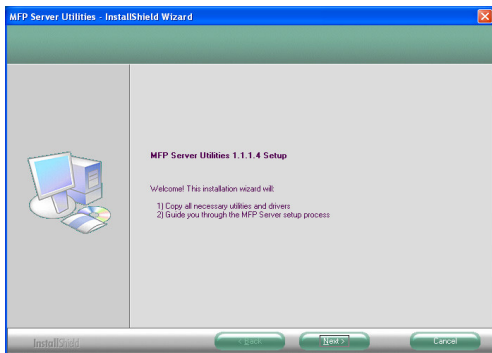 MFP Server Utilities - InstallShield Wizard
MFP Server Utilities 1.1.1.4 Setup
Welcome! This installation wizard will:
1) Copy all necessary utilities and drivers
2) Guide you through the MFP Server setup process
InstallShield
< Back
Next >
Cancel